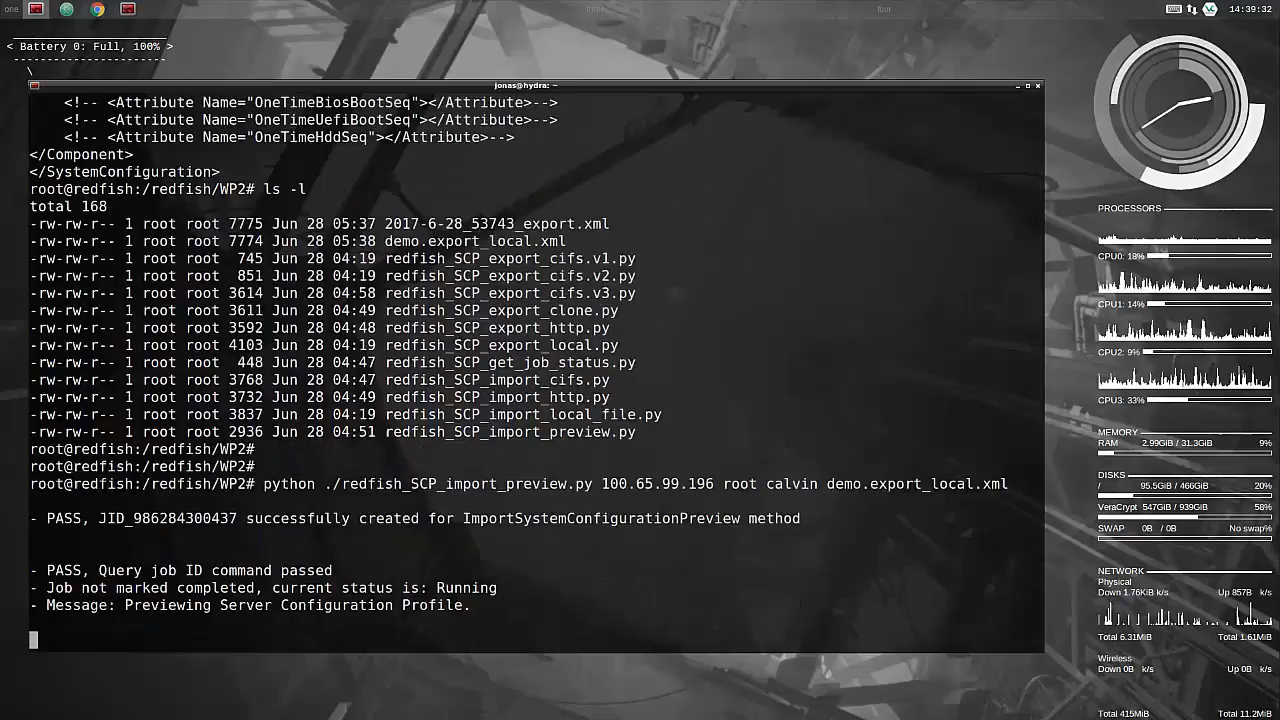 one three four 14:39:32
< Battery 0: Full, 100% >
-----------------------
\
jonas@hydra: ~
<!-- <Attribute Name="OneTimeBiosBootSeq"></Attribute>-->
<!-- <Attribute Name="OneTimeUefiBootSeq"></Attribute>-->
<!-- <Attribute Name="OneTimeHddSeq"></Attribute>-->
</Component>
</SystemConfiguration>
root@redfish:/redfish/WP2# ls -l
total 168
-rw-rw-r-- 1 root root 7775 Jun 28 05:37 2017-6-28_53743_export.xml
-rw-rw-r-- 1 root root 7774 Jun 28 05:38 demo.export_local.xml
-rw-rw-r-- 1 root root  745 Jun 28 04:19 redfish_SCP_export_cifs.v1.py
-rw-rw-r-- 1 root root  851 Jun 28 04:19 redfish_SCP_export_cifs.v2.py
-rw-rw-r-- 1 root root 3614 Jun 28 04:58 redfish_SCP_export_cifs.v3.py
-rw-rw-r-- 1 root root 3611 Jun 28 04:49 redfish_SCP_export_clone.py
-rw-rw-r-- 1 root root 3592 Jun 28 04:48 redfish_SCP_export_http.py
-rw-rw-r-- 1 root root 4103 Jun 28 04:19 redfish_SCP_export_local.py
-rw-rw-r-- 1 root root  448 Jun 28 04:47 redfish_SCP_get_job_status.py
-rw-rw-r-- 1 root root 3768 Jun 28 04:47 redfish_SCP_import_cifs.py
-rw-rw-r-- 1 root root 3732 Jun 28 04:49 redfish_SCP_import_http.py
-rw-rw-r-- 1 root root 3837 Jun 28 04:19 redfish_SCP_import_local_file.py
-rw-rw-r-- 1 root root 2936 Jun 28 04:51 redfish_SCP_import_preview.py
root@redfish:/redfish/WP2#
root@redfish:/redfish/WP2#
root@redfish:/redfish/WP2# python ./redfish_SCP_import_preview.py 100.65.99.196 root calvin demo.export_local.xml
- PASS, JID_986284300437 successfully created for ImportSystemConfigurationPreview method
- PASS, Query job ID command passed
- Job not marked completed, current status is: Running
- Message: Previewing Server Configuration Profile.
PROCESSORS
CPU0: 18%
CPU1: 14%
CPU2: 9%
CPU3: 33%
MEMORY
RAM 2.99GiB / 31.3GiB 9%
DISKS
/ 95.5GiB / 466GiB 20%
VeraCrypt 547GiB / 939GiB 58%
SWAP 0B / 0B No swap%
NETWORK
Physical
Down 1.76KiB k/s Up 857B k/s
Total 6.31MiB Total 1.61MiB
Wireless
Down 0B k/s Up 0B k/s
Total 415MiB Total 11.2MiB